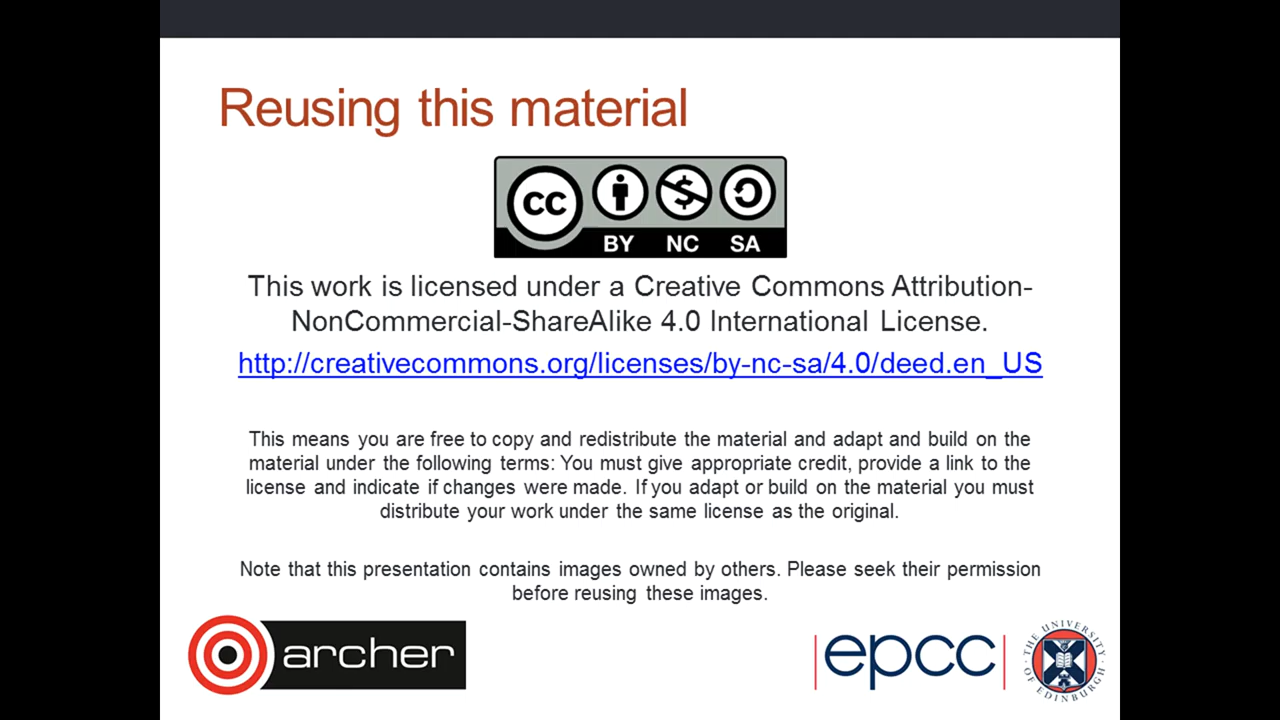 Reusing this material
CC
BY NC SA
This work is licensed under a Creative Commons Attribution-
NonCommercial-ShareAlike 4.0 International License.
http://creativecommons.org/licenses/by-nc-sa/4.0/deed.en_US
This means you are free to copy and redistribute the material and adapt and build on the
material under the following terms: You must give appropriate credit, provide a link to the
license and indicate if changes were made. If you adapt or build on the material you must
distribute your work under the same license as the original.
Note that this presentation contains images owned by others. Please seek their permission
before reusing these images.
archer
epcc
THE UNIVERSITY OF EDINBURGH